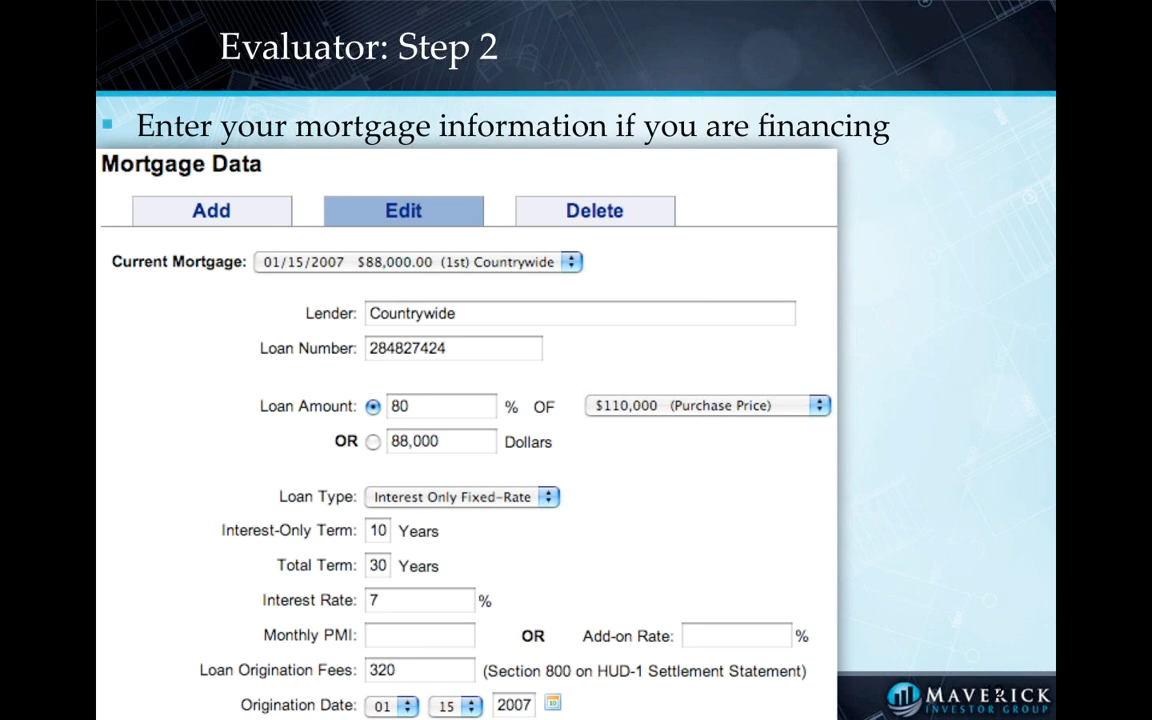 Evaluator: Step 2
Enter your mortgage information if you are financing
Mortgage Data
Add Edit Delete
Current Mortgage: 01/15/2007 $88,000.00 (1st) Countrywide
Lender: Countrywide
Loan Number: 284827424
Loan Amount: 80 % OF $110,000 (Purchase Price)
OR 88,000 Dollars
Loan Type: Interest Only Fixed-Rate
Interest-Only Term: 10 Years
Total Term: 30 Years
Interest Rate: 7 %
Monthly PMI: OR Add-on Rate: %
Loan Origination Fees: 320 (Section 800 on HUD-1 Settlement Statement)
Origination Date: 01 15 2007
MAVERICK
INVESTOR GROUP